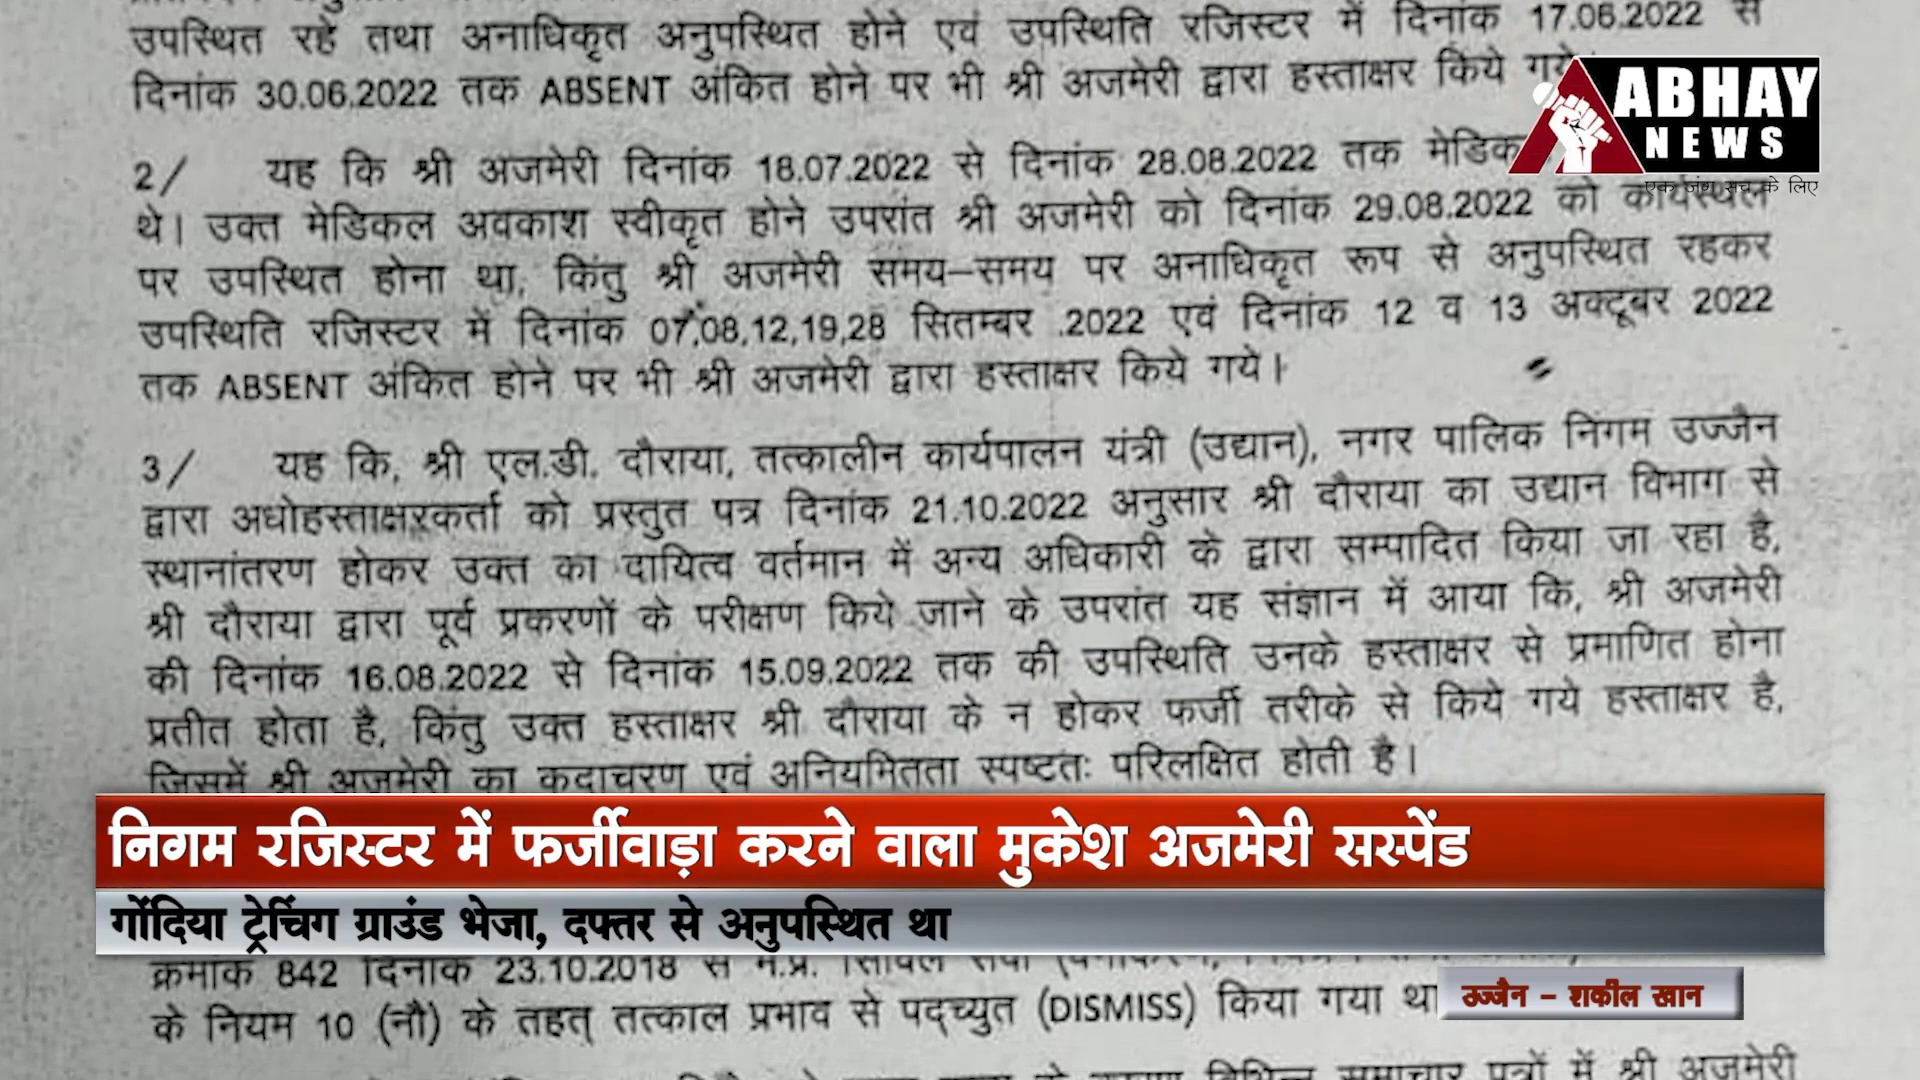 उपस्थित रहे तथा अनाधिकृत अनुपस्थित होने एवं उपस्थिति रजिस्टर में दिनांक 17.06.2022 से
दिनांक 30.06.2022 तक ABSENT अंकित होने पर भी श्री अजमेरी द्वारा हस्ताक्षर किये गये
ABHAY
NEWS
एक जंग सच के लिए
2/ यह कि श्री अजमेरी दिनांक 18.07.2022 से दिनांक 28.08.2022 तक मेडिक
थे। उक्त मेडिकल अवकाश स्वीकृत होने उपरांत श्री अजमेरी को दिनांक 29.08.2022 को कार्यस्थल
पर उपस्थित होना था, किंतु श्री अजमेरी समय–समय पर अनाधिकृत रूप से अनुपस्थित रहकर
उपस्थिति रजिस्टर में दिनांक 07,08,12,19,28 सितम्बर .2022 एवं दिनांक 12 व 13 अक्टूबर 2022
तक ABSENT अंकित होने पर भी श्री अजमेरी द्वारा हस्ताक्षर किये गये।
3/ यह कि, श्री एल.डी. दौराया, तत्कालीन कार्यपालन यंत्री (उद्यान), नगर पालिक निगम उज्जैन
द्वारा अधोहस्ताक्षरकर्ता को प्रस्तुत पत्र दिनांक 21.10.2022 अनुसार श्री दौराया का उद्यान विभाग से
स्थानांतरण होकर उक्त का दायित्व वर्तमान में अन्य अधिकारी के द्वारा सम्पादित किया जा रहा है,
श्री दौराया द्वारा पूर्व प्रकरणों के परीक्षण किये जाने के उपरांत यह संज्ञान में आया कि, श्री अजमेरी
की दिनांक 16.08.2022 से दिनांक 15.09.2022 तक की उपस्थिति उनके हस्ताक्षर से प्रमाणित होना
प्रतीत होता है, किंतु उक्त हस्ताक्षर श्री दौराया के न होकर फर्जी तरीके से किये गये हस्ताक्षर है,
जिसमें श्री अजमेरी का कदाचरण एवं अनियमितता स्पष्टतः परिलक्षित होती है।
निगम रजिस्टर में फर्जीवाड़ा करने वाला मुकेश अजमेरी सस्पेंड
गोंदिया ट्रेचिंग ग्राउंड भेजा, दफ्तर से अनुपस्थित था
क्रमांक 842 दिनांक 23.10.2018 से म.प्र. सिविल सेवा
के नियम 10 (नौ) के तहत् तत्काल प्रभाव से पद्च्युत (DISMISS) किया गया था
उज्जैन - शकील खान
विभिन्न समाचार पत्रों में श्री अजमेरी